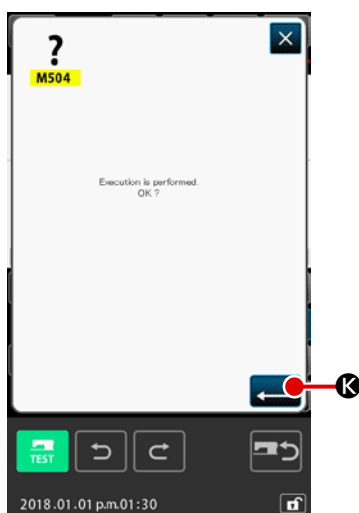 ?
M504
Execution is performed.
OK ?
K
TEST
2018.01.01 p.m.01:30